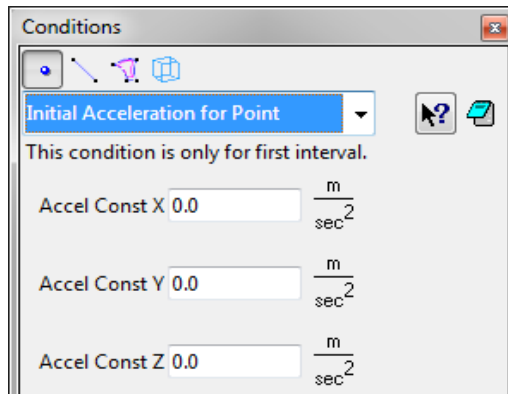 Conditions
Initial Acceleration for Point
?
This condition is only for first interval.
Accel Const X 0.0 m/sec²
Accel Const Y 0.0 m/sec²
Accel Const Z 0.0 m/sec²